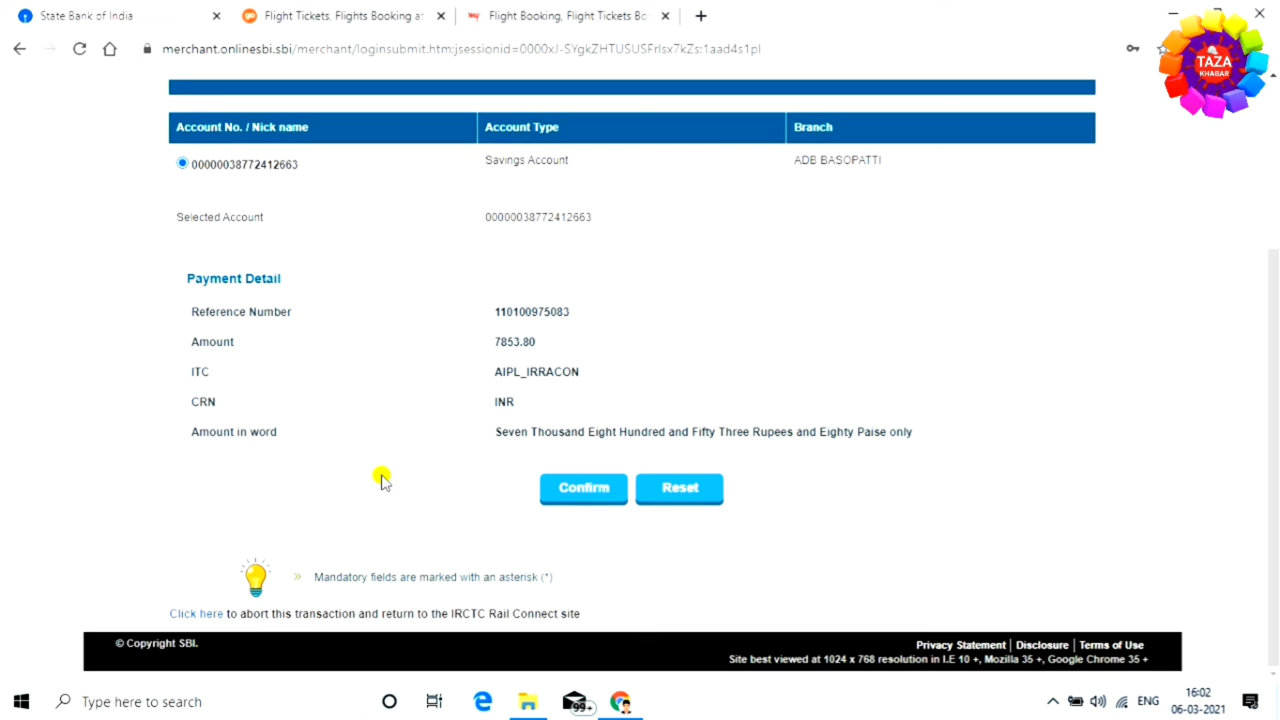 State Bank of India
Flight Tickets, Flights Booking at
my Flight Booking, Flight Tickets Bo
merchant.onlinesbi.sbi/merchant/loginsubmit.htm;jsessionid=0000xJ-SYgkZHTUSUSFrlsx7kZs:1aad4s1pl
TAZA
KHABAR
Account No. / Nick name Account Type Branch
00000038772412663 Savings Account ADB BASOPATTI
Selected Account 00000038772412663
Payment Detail
Reference Number 110100975083
Amount 7853.80
ITC AIPL_IRRACON
CRN INR
Amount in word Seven Thousand Eight Hundred and Fifty Three Rupees and Eighty Paise only
Confirm Reset
» Mandatory fields are marked with an asterisk (*)
Click here to abort this transaction and return to the IRCTC Rail Connect site
© Copyright SBI. Privacy Statement | Disclosure | Terms of Use
Site best viewed at 1024 x 768 resolution in I.E 10 +, Mozilla 35 +, Google Chrome 35 +
Type here to search 99+ ENG 16:02
06-03-2021